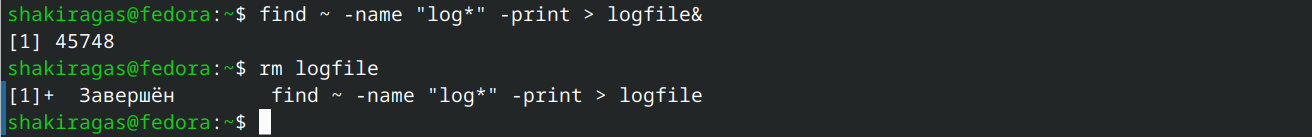 shakiragas@fedora:~$ find ~ -name "log*" -print > logfile&
[1] 45748
shakiragas@fedora:~$ rm logfile
[1]+  Завершён        find ~ -name "log*" -print > logfile
shakiragas@fedora:~$